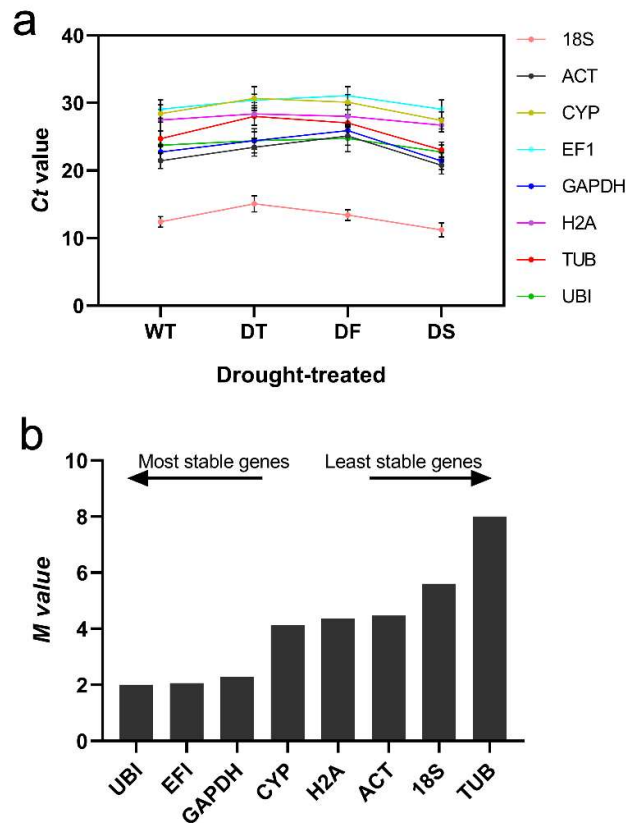 a
40
30
20
10
0
Ct value
WT DT DF DS
Drought-treated
18S
ACT
CYP
EF1
GAPDH
H2A
TUB
UBI
b
10
8
6
4
2
0
M value
Most stable genes Least stable genes
UBI EFI GAPDH CYP H2A ACT 18S TUB